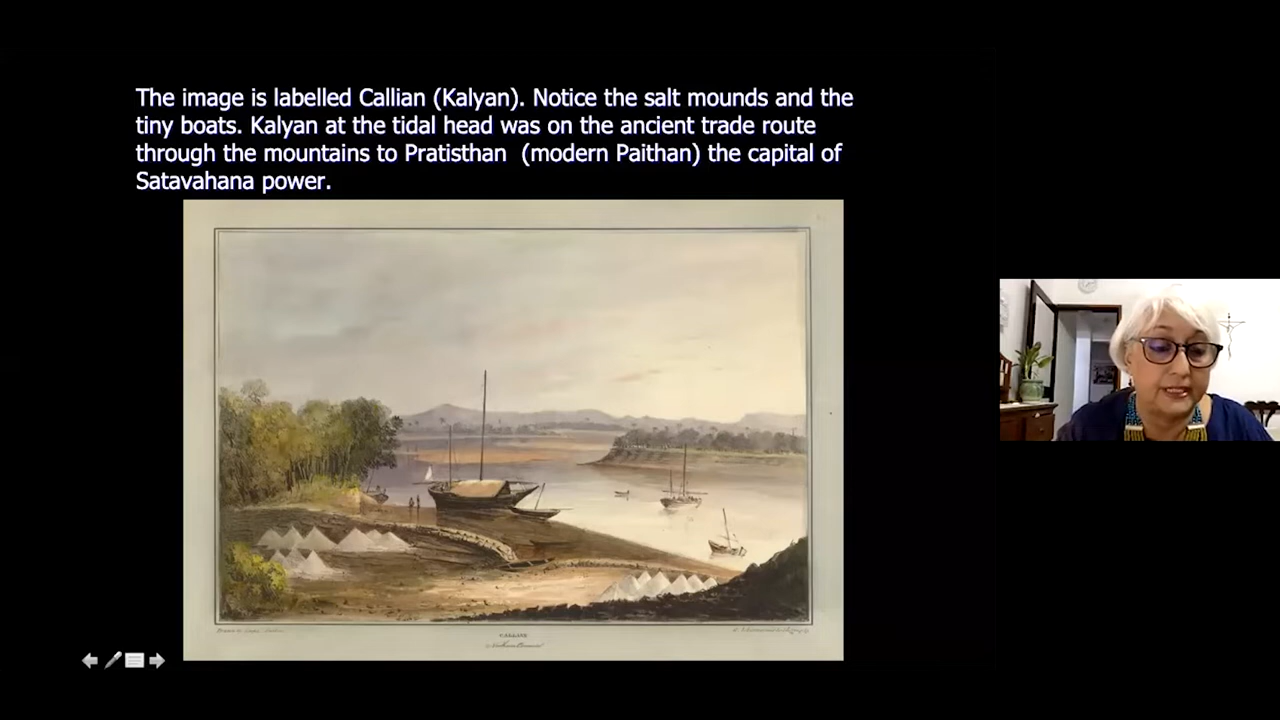 The image is labelled Callian (Kalyan). Notice the salt mounds and the
tiny boats. Kalyan at the tidal head was on the ancient trade route
through the mountains to Pratisthan (modern Paithan) the capital of
Satavahana power.